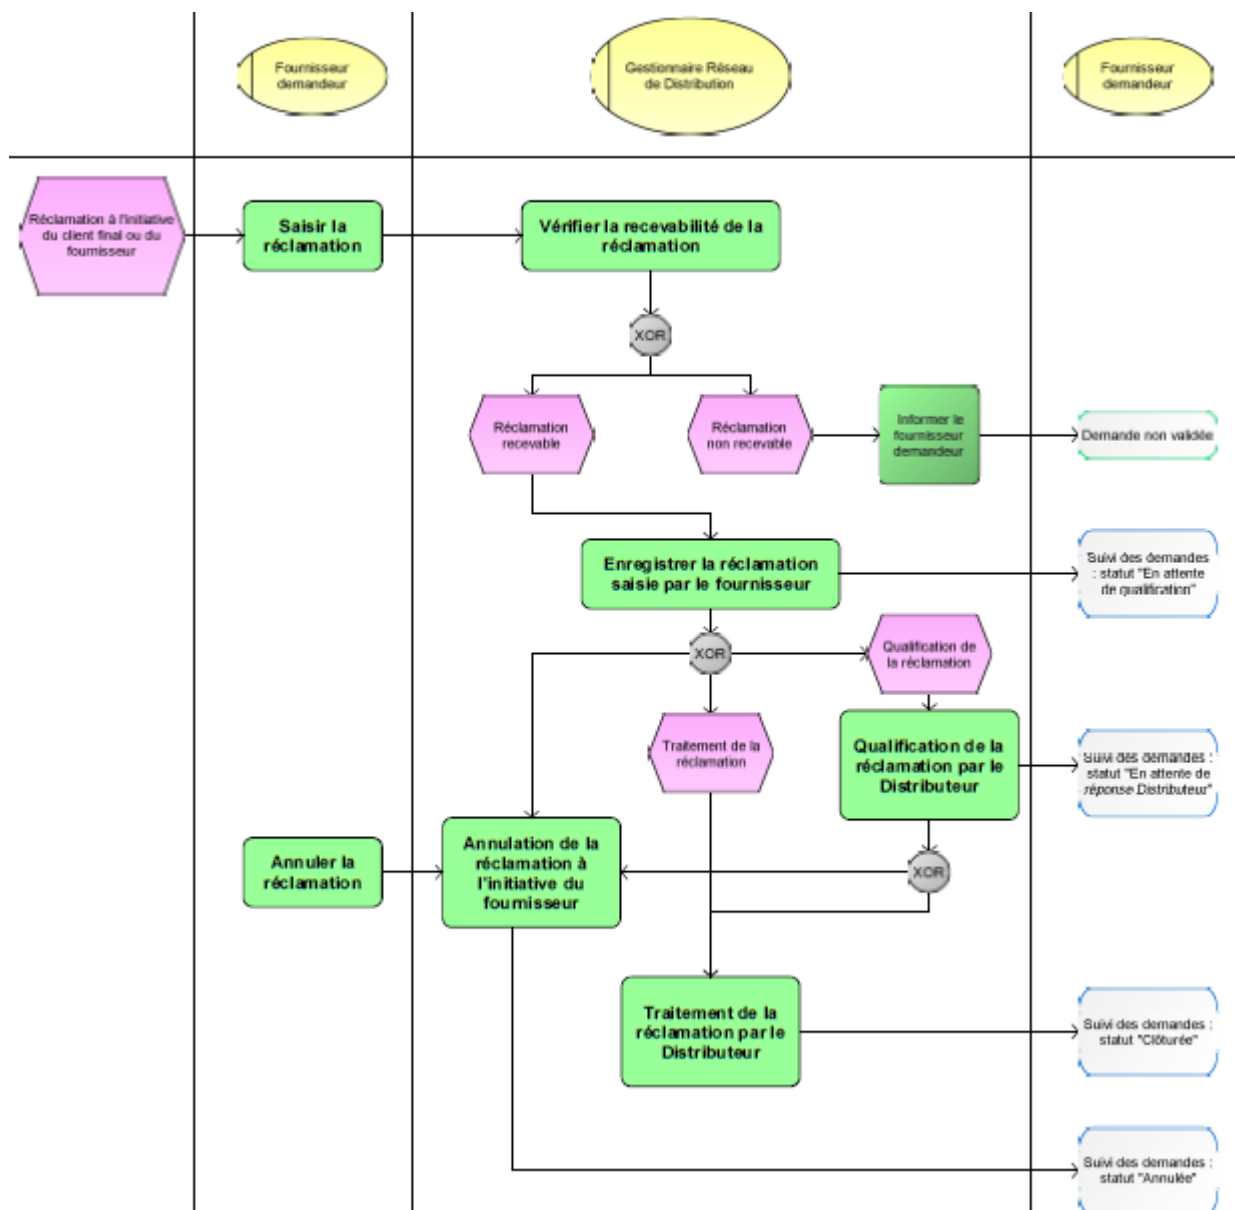 Fournisseur
demandeur
Gestionnaire Réseau
de Distribution
Fournisseur
demandeur
Réclamation à l'initiative
du client final ou du
fournisseur
Saisir la
réclamation
Vérifier la recevabilité de la
réclamation
XOR
Réclamation
recevable
Réclamation
non recevable
Informer le
fournisseur
demandeur
Demande non validée
Enregistrer la réclamation
saisie par le fournisseur
Suivi des demandes
: statut "En attente
de qualification"
XOR
Qualification de
la réclamation
Traitement de la
réclamation
Qualification de la
réclamation par le
Distributeur
Suivi des demandes :
statut "En attente de
réponse Distributeur"
Annuler la
réclamation
Annulation de la
réclamation à
l'initiative du
fournisseur
XOR
Traitement de la
réclamation par le
Distributeur
Suivi des demandes :
statut "Clôturée"
Suivi des demandes :
statut "Annulée"